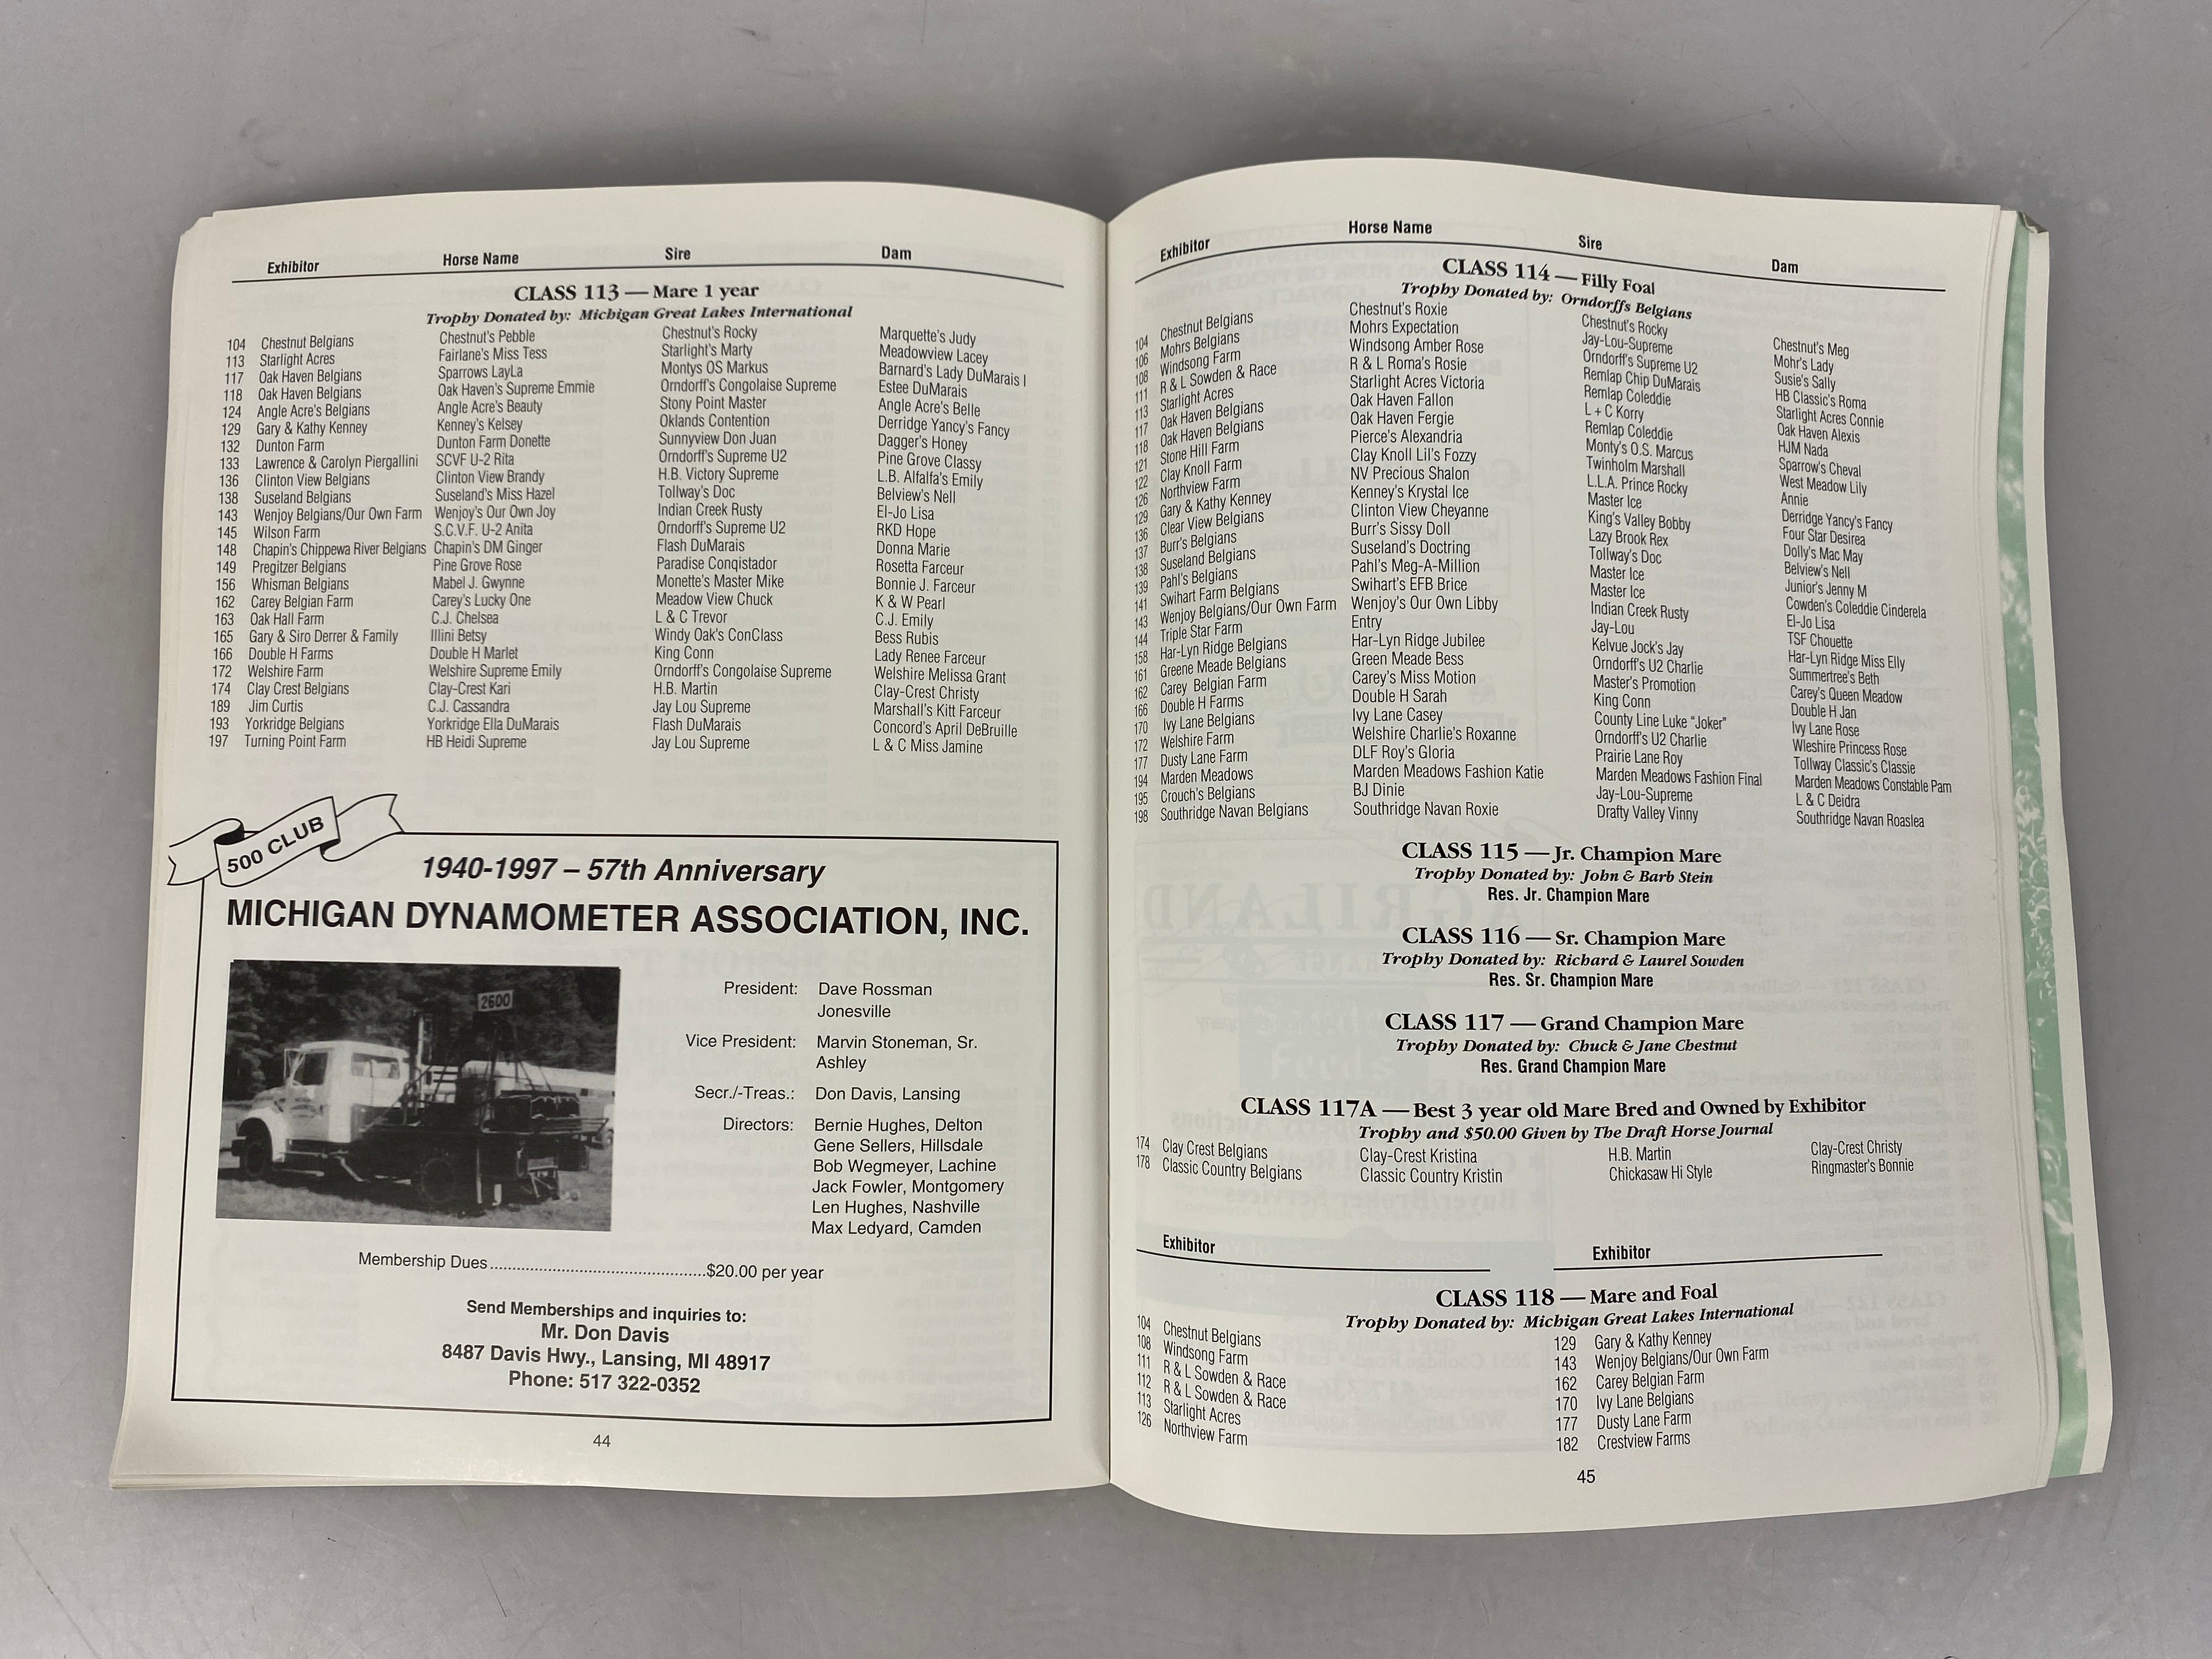 Exhibitor Horse Name Sire Dam
CLASS 113 — Mare 1 year
Trophy Donated by: Michigan Great Lakes International
104 Chestnut Belgians Chestnut's Pebble Chestnut's Rocky Marquette's Judy
113 Starlight Acres Fairlane's Miss Tess Starlight's Marty Meadowview Lacey
117 Oak Haven Belgians Sparrows LayLa Montys OS Markus Barnard's Lady DuMarais I
118 Oak Haven Belgians Oak Haven's Supreme Emmie Orndorff's Congolaise Supreme Estee DuMarais
124 Angle Acre's Belgians Angle Acre's Beauty Stony Point Master Angle Acre's Belle
129 Gary & Kathy Kenney Kenney's Kelsey Oklands Contention Derridge Yancy's Fancy
132 Dunton Farm Dunton Farm Donette Sunnyview Don Juan Dagger's Honey
133 Lawrence & Carolyn Piergallini SCVF U-2 Rita Orndorff's Supreme U2 Pine Grove Classy
136 Clinton View Belgians Clinton View Brandy H.B. Victory Supreme L.B. Alfalfa's Emily
138 Suseland Belgians Suseland's Miss Hazel Tollway's Doc Belview's Nell
143 Wenjoy Belgians/Our Own Farm Wenjoy's Our Own Joy Indian Creek Rusty El-Jo Lisa
145 Wilson Farm S.C.V.F. U-2 Anita Orndorff's Supreme U2 RKD Hope
148 Chapin's Chippewa River Belgians Chapin's DM Ginger Flash DuMarais Donna Marie
149 Pregitzer Belgians Pine Grove Rose Paradise Conqistador Rosetta Farceur
156 Whisman Belgians Mabel J. Gwynne Monette's Master Mike Bonnie J. Farceur
162 Carey Belgian Farm Carey's Lucky One Meadow View Chuck K & W Pearl
163 Oak Hall Farm C.J. Chelsea L & C Trevor C.J. Emily
165 Gary & Siro Derrer & Family Illini Betsy Windy Oak's ConClass Bess Rubis
166 Double H Farms Double H Marlet King Conn Lady Renee Farceur
172 Welshire Farm Welshire Supreme Emily Orndorff's Congolaise Supreme Welshire Melissa Grant
174 Clay Crest Belgians Clay-Crest Kari H.B. Martin Clay-Crest Christy
189 Jim Curtis C.J. Cassandra Jay Lou Supreme Marshall's Kitt Farceur
193 Yorkridge Belgians Yorkridge Ella DuMarais Flash DuMarais Concord's April DeBruille
197 Turning Point Farm HB Heidi Supreme Jay Lou Supreme L & C Miss Jamine
500 CLUB
1940-1997 – 57th Anniversary
MICHIGAN DYNAMOMETER ASSOCIATION, INC.
2600
President: Dave Rossman
Jonesville
Vice President: Marvin Stoneman, Sr.
Ashley
Secr./-Treas.: Don Davis, Lansing
Directors: Bernie Hughes, Delton
Gene Sellers, Hillsdale
Bob Wegmeyer, Lachine
Jack Fowler, Montgomery
Len Hughes, Nashville
Max Ledyard, Camden
Membership Dues................................................$20.00 per year
Send Memberships and inquiries to:
Mr. Don Davis
8487 Davis Hwy., Lansing, MI 48917
Phone: 517 322-0352
44
Exhibitor Horse Name Sire Dam
CLASS 114 — Filly Foal
Trophy Donated by: Orndorffs Belgians
104 Chestnut Belgians Chestnut's Roxie Chestnut's Rocky Chestnut's Meg
106 Mohrs Belgians Mohrs Expectation Jay-Lou-Supreme Mohr's Lady
108 Windsong Farm Windsong Amber Rose Orndorff's Supreme U2 Susie's Sally
111 R & L Sowden & Race R & L Roma's Rosie Remlap Chip DuMarais HB Classic's Roma
113 Starlight Acres Starlight Acres Victoria Remlap Coleddie Starlight Acres Connie
117 Oak Haven Belgians Oak Haven Fallon L + C Korry Oak Haven Alexis
118 Oak Haven Belgians Oak Haven Fergie Remlap Coleddie HJM Nada
121 Stone Hill Farm Pierce's Alexandria Monty's O.S. Marcus Sparrow's Cheval
122 Clay Knoll Farm Clay Knoll Lil's Fozzy Twinholm Marshall West Meadow Lily
126 Northview Farm NV Precious Shalon L.L.A. Prince Rocky Annie
129 Gary & Kathy Kenney Kenney's Krystal Ice Master Ice Derridge Yancy's Fancy
136 Clear View Belgians Clinton View Cheyanne King's Valley Bobby Four Star Desirea
137 Burr's Belgians Burr's Sissy Doll Lazy Brook Rex Dolly's Mac May
138 Suseland Belgians Suseland's Doctring Tollway's Doc Belview's Nell
139 Pahl's Belgians Pahl's Meg-A-Million Master Ice Junior's Jenny M
141 Swihart Farm Belgians Swihart's EFB Brice Master Ice Cowden's Coleddie Cinderela
143 Wenjoy Belgians/Our Own Farm Wenjoy's Our Own Libby Indian Creek Rusty El-Jo Lisa
144 Triple Star Farm Entry Jay-Lou TSF Chouette
158 Har-Lyn Ridge Belgians Har-Lyn Ridge Jubilee Kelvue Jock's Jay Har-Lyn Ridge Miss Elly
161 Greene Meade Belgians Green Meade Bess Orndorff's U2 Charlie Summertree's Beth
162 Carey Belgian Farm Carey's Miss Motion Master's Promotion Carey's Queen Meadow
166 Double H Farms Double H Sarah King Conn Double H Jan
170 Ivy Lane Belgians Ivy Lane Casey County Line Luke "Joker" Ivy Lane Rose
172 Welshire Farm Welshire Charlie's Roxanne Orndorff's U2 Charlie Wleshire Princess Rose
177 Dusty Lane Farm DLF Roy's Gloria Prairie Lane Roy Tollway Classic's Classie
194 Marden Meadows Marden Meadows Fashion Katie Marden Meadows Fashion Final Marden Meadows Constable Pam
195 Crouch's Belgians BJ Dinie Jay-Lou-Supreme L & C Deidra
198 Southridge Navan Belgians Southridge Navan Roxie Drafty Valley Vinny Southridge Navan Roaslea
CLASS 115 — Jr. Champion Mare
Trophy Donated by: John & Barb Stein
Res. Jr. Champion Mare
CLASS 116 — Sr. Champion Mare
Trophy Donated by: Richard & Laurel Sowden
Res. Sr. Champion Mare
CLASS 117 — Grand Champion Mare
Trophy Donated by: Chuck & Jane Chestnut
Res. Grand Champion Mare
CLASS 117A — Best 3 year old Mare Bred and Owned by Exhibitor
Trophy and $50.00 Given by The Draft Horse Journal
174 Clay Crest Belgians Clay-Crest Kristina H.B. Martin Clay-Crest Christy
178 Classic Country Belgians Classic Country Kristin Chickasaw Hi Style Ringmaster's Bonnie
Exhibitor Exhibitor
CLASS 118 — Mare and Foal
Trophy Donated by: Michigan Great Lakes International
104 Chestnut Belgians
108 Windsong Farm
111 R & L Sowden & Race
112 R & L Sowden & Race
113 Starlight Acres
126 Northview Farm
129 Gary & Kathy Kenney
143 Wenjoy Belgians/Our Own Farm
162 Carey Belgian Farm
170 Ivy Lane Belgians
177 Dusty Lane Farm
182 Crestview Farms
45